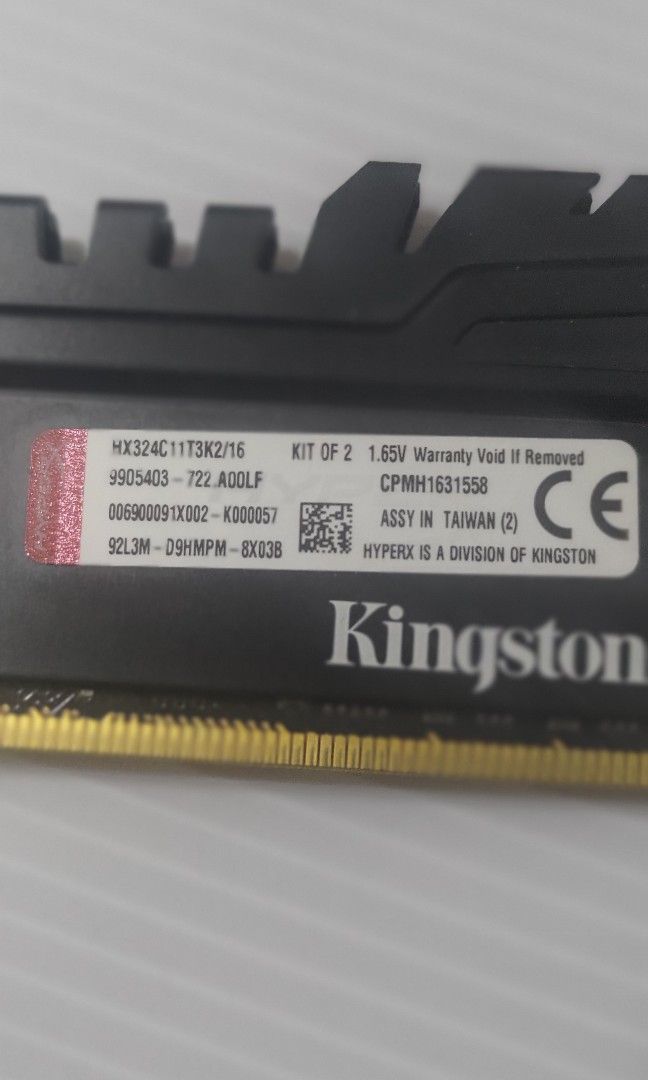 HX324C11T3K2/16 KIT OF 2 1.65V Warranty Void If Removed
9905403-722.A00LF CPMH1631558
006900091X002-K000057 ASSY IN TAIWAN (2)
92L3M-D9HMPM-8X03B HYPERX IS A DIVISION OF KINGSTON
CE
Kingston